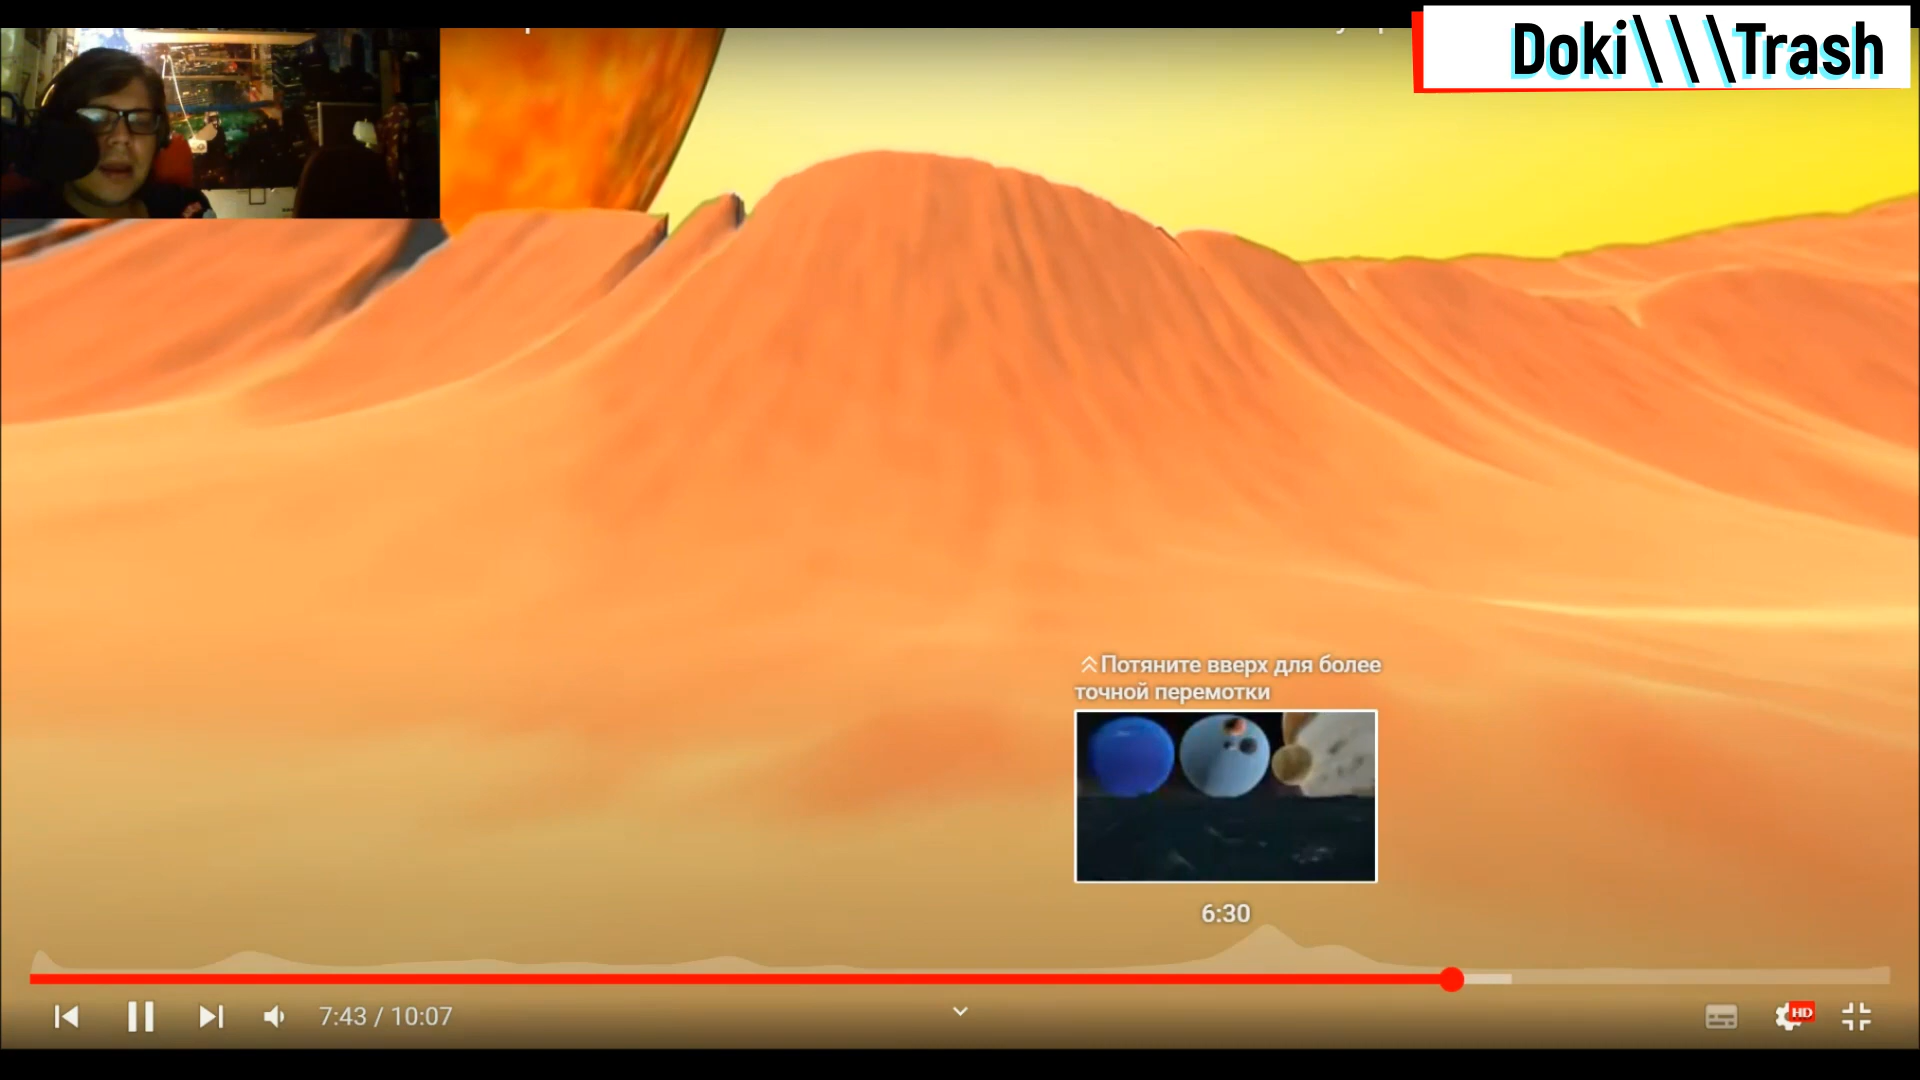 Doki\\\Trash
Потяните вверх для более
точной перемотки
6:30
7:43 / 10:07
HD